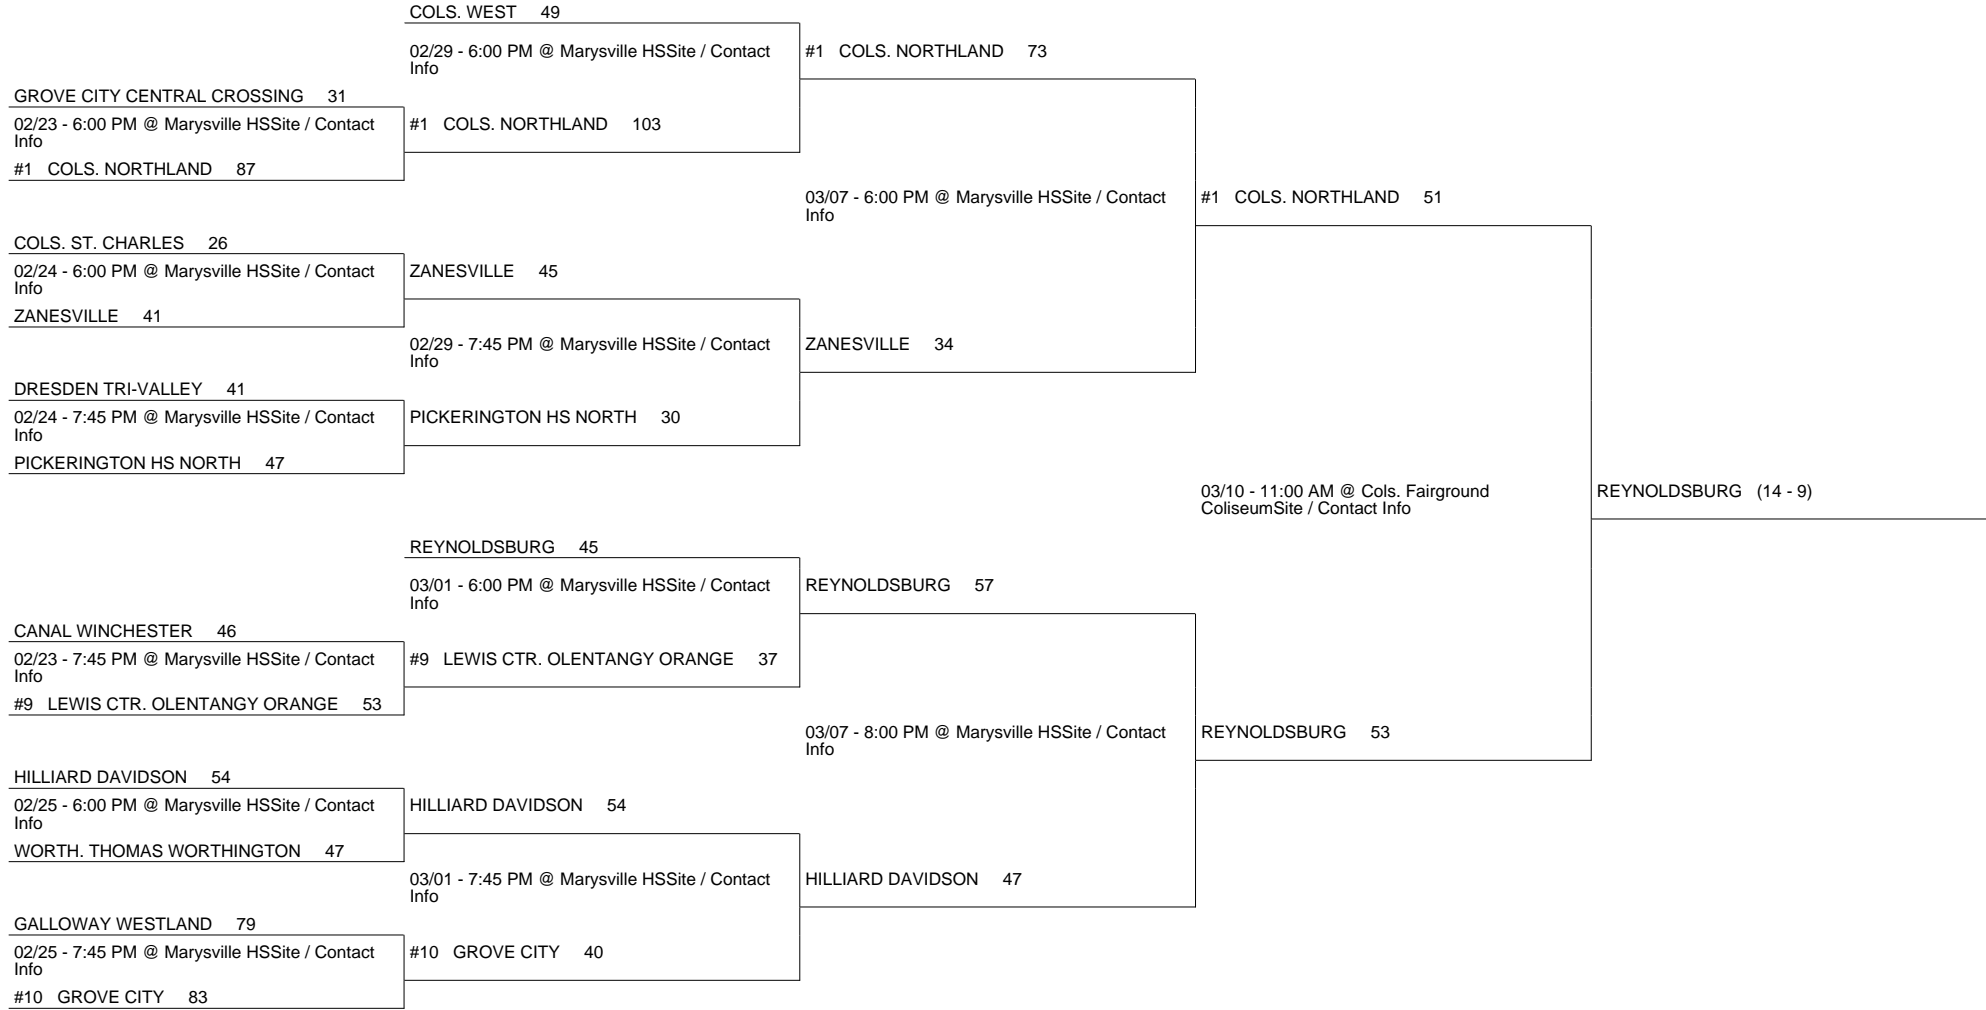 COLS. WEST 49
02/29 - 6:00 PM @ Marysville HSSite / Contact
Info
#1 COLS. NORTHLAND 73
GROVE CITY CENTRAL CROSSING 31
02/23 - 6:00 PM @ Marysville HSSite / Contact
Info
#1 COLS. NORTHLAND 103
#1 COLS. NORTHLAND 87
03/07 - 6:00 PM @ Marysville HSSite / Contact
Info
#1 COLS. NORTHLAND 51
COLS. ST. CHARLES 26
02/24 - 6:00 PM @ Marysville HSSite / Contact
Info
ZANESVILLE 45
ZANESVILLE 41
02/29 - 7:45 PM @ Marysville HSSite / Contact
Info
ZANESVILLE 34
DRESDEN TRI-VALLEY 41
02/24 - 7:45 PM @ Marysville HSSite / Contact
Info
PICKERINGTON HS NORTH 30
PICKERINGTON HS NORTH 47
03/10 - 11:00 AM @ Cols. Fairground
ColiseumSite / Contact Info
REYNOLDSBURG (14 - 9)
REYNOLDSBURG 45
03/01 - 6:00 PM @ Marysville HSSite / Contact
Info
REYNOLDSBURG 57
CANAL WINCHESTER 46
02/23 - 7:45 PM @ Marysville HSSite / Contact
Info
#9 LEWIS CTR. OLENTANGY ORANGE 37
#9 LEWIS CTR. OLENTANGY ORANGE 53
03/07 - 8:00 PM @ Marysville HSSite / Contact
Info
REYNOLDSBURG 53
HILLIARD DAVIDSON 54
02/25 - 6:00 PM @ Marysville HSSite / Contact
Info
HILLIARD DAVIDSON 54
WORTH. THOMAS WORTHINGTON 47
03/01 - 7:45 PM @ Marysville HSSite / Contact
Info
HILLIARD DAVIDSON 47
GALLOWAY WESTLAND 79
02/25 - 7:45 PM @ Marysville HSSite / Contact
Info
#10 GROVE CITY 40
#10 GROVE CITY 83